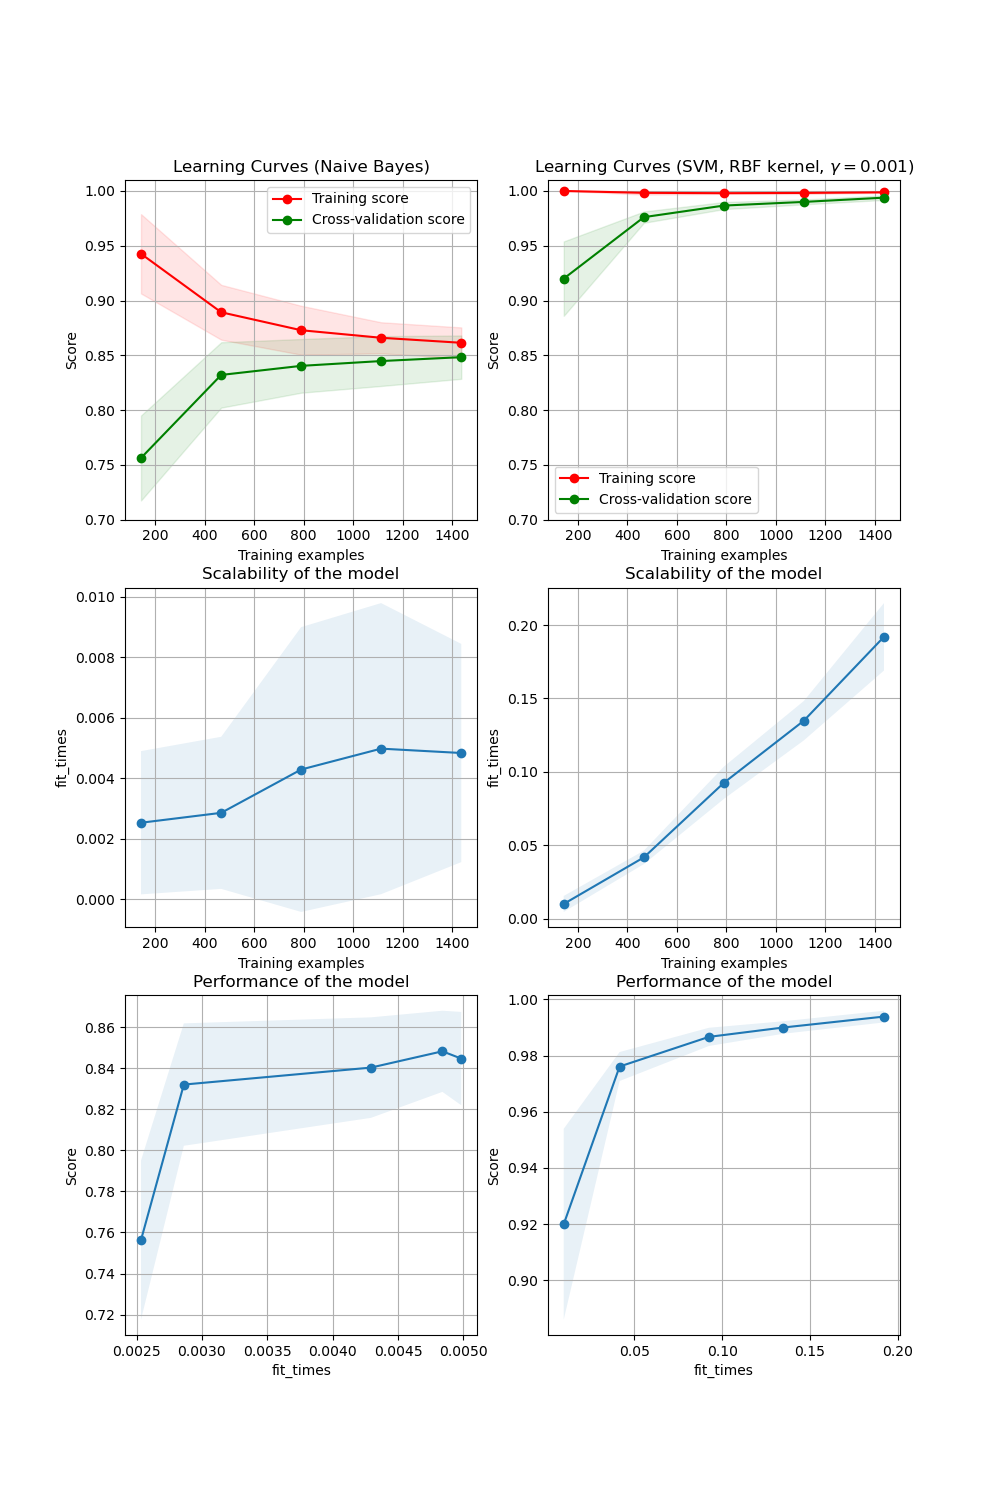 Learning Curves (Naive Bayes)
Score
1.00
0.95
0.90
0.85
0.80
0.75
0.70
Training score
Cross-validation score
200 400 600 800 1000 1200 1400
Training examples
Learning Curves (SVM, RBF kernel, γ = 0.001)
Score
1.00
0.95
0.90
0.85
0.80
0.75
0.70
Training score
Cross-validation score
200 400 600 800 1000 1200 1400
Training examples
Scalability of the model
fit_times
0.010
0.008
0.006
0.004
0.002
0.000
200 400 600 800 1000 1200 1400
Training examples
Scalability of the model
fit_times
0.20
0.15
0.10
0.05
0.00
200 400 600 800 1000 1200 1400
Training examples
Performance of the model
Score
0.86
0.84
0.82
0.80
0.78
0.76
0.74
0.72
0.0025 0.0030 0.0035 0.0040 0.0045 0.0050
fit_times
Performance of the model
Score
1.00
0.98
0.96
0.94
0.92
0.90
0.05 0.10 0.15 0.20
fit_times